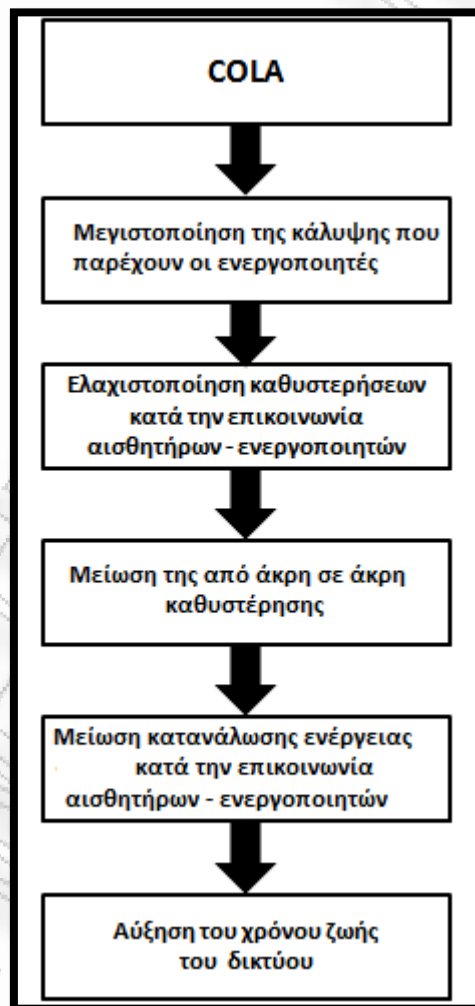 COLA
Μεγιστοποίηση της κάλυψης που
παρέχουν οι ενεργοποιητές
Ελαχιστοποίηση καθυστερήσεων
κατά την επικοινωνία
αισθητήρων - ενεργοποιητών
Μείωση της από άκρη σε άκρη
καθυστέρησης
Μείωση κατανάλωσης ενέργειας
κατά την επικοινωνία
αισθητήρων - ενεργοποιητών
Αύξηση του χρόνου ζωής
του δικτύου